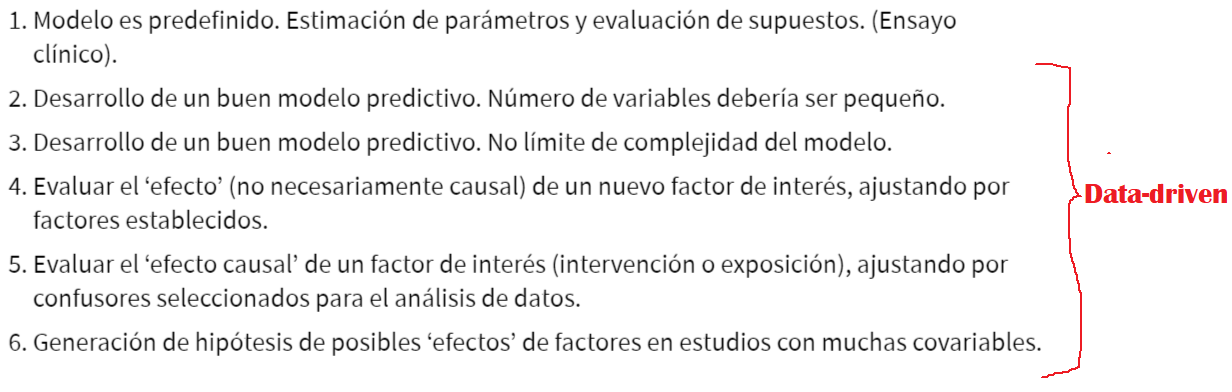 1. Modelo es predefinido. Estimación de parámetros y evaluación de supuestos. (Ensayo
clínico).
2. Desarrollo de un buen modelo predictivo. Número de variables debería ser pequeño.
3. Desarrollo de un buen modelo predictivo. No límite de complejidad del modelo.
4. Evaluar el ‘efecto’ (no necesariamente causal) de un nuevo factor de interés, ajustando por
factores establecidos.
5. Evaluar el ‘efecto causal’ de un factor de interés (intervención o exposición), ajustando por
confusores seleccionados para el análisis de datos.
6. Generación de hipótesis de posibles ‘efectos’ de factores en estudios con muchas covariables.
Data-driven